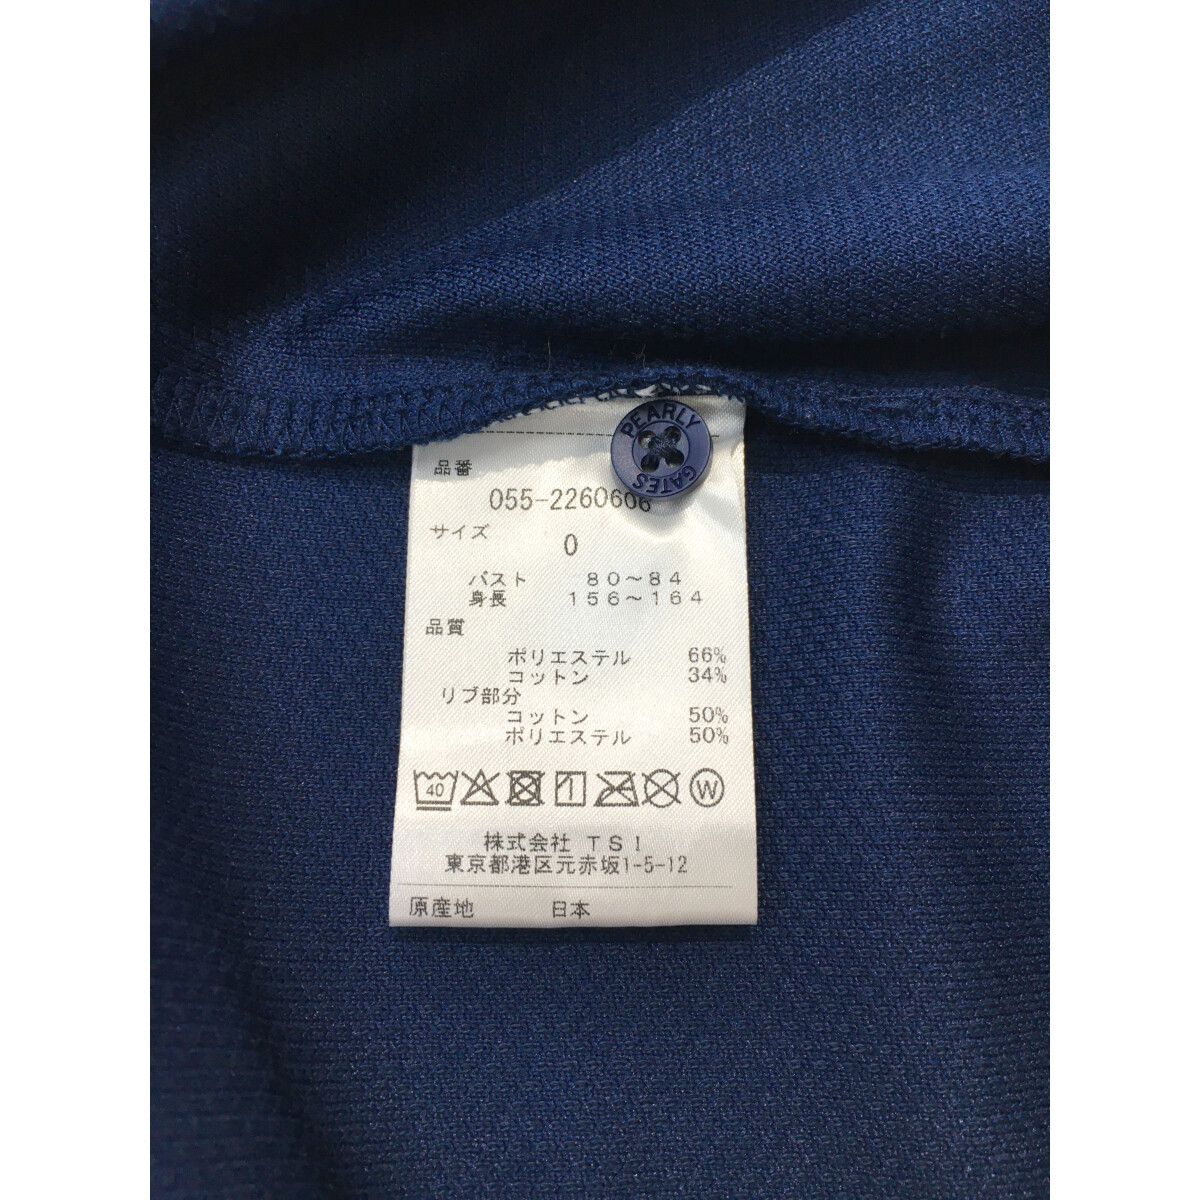 PEARLY
GATES
品番
055-2260606
サイズ
0
バスト 80～84
身長 156～164
品質
ポリエステル 66%
コットン 34%
リブ部分
コットン 50%
ポリエステル 50%
40
W
株式会社 TSI
東京都港区元赤坂1-5-12
原産地 日本